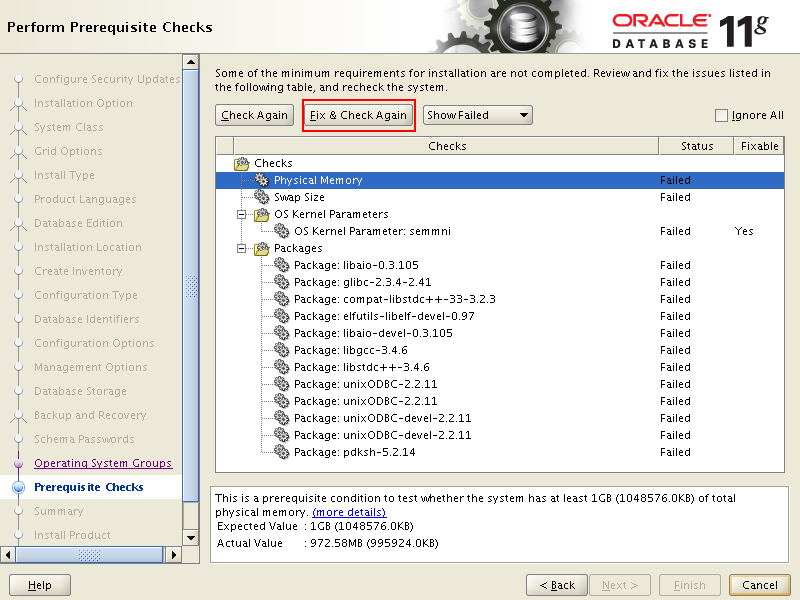 Perform Prerequisite Checks
ORACLE
DATABASE 11g
Configure Security Updates
Installation Option
System Class
Grid Options
Install Type
Product Languages
Database Edition
Installation Location
Create Inventory
Configuration Type
Database Identifiers
Configuration Options
Management Options
Database Storage
Backup and Recovery
Schema Passwords
Operating System Groups
Prerequisite Checks
Summary
Install Product
Some of the minimum requirements for installation are not completed. Review and fix the issues listed in
the following table, and recheck the system.
Check Again Fix & Check Again Show Failed Ignore All
Checks Status Fixable
Checks
Physical Memory Failed
Swap Size Failed
OS Kernel Parameters
OS Kernel Parameter: semmni Failed Yes
Packages
Package: libaio-0.3.105 Failed
Package: glibc-2.3.4-2.41 Failed
Package: compat-libstdc++-33-3.2.3 Failed
Package: elfutils-libelf-devel-0.97 Failed
Package: libaio-devel-0.3.105 Failed
Package: libgcc-3.4.6 Failed
Package: libstdc++-3.4.6 Failed
Package: unixODBC-2.2.11 Failed
Package: unixODBC-2.2.11 Failed
Package: unixODBC-devel-2.2.11 Failed
Package: unixODBC-devel-2.2.11 Failed
Package: pdksh-5.2.14 Failed
This is a prerequisite condition to test whether the system has at least 1GB (1048576.0KB) of total
physical memory. (more details)
Expected Value : 1GB (1048576.0KB)
Actual Value : 972.58MB (995924.0KB)
Help < Back Next > Finish Cancel